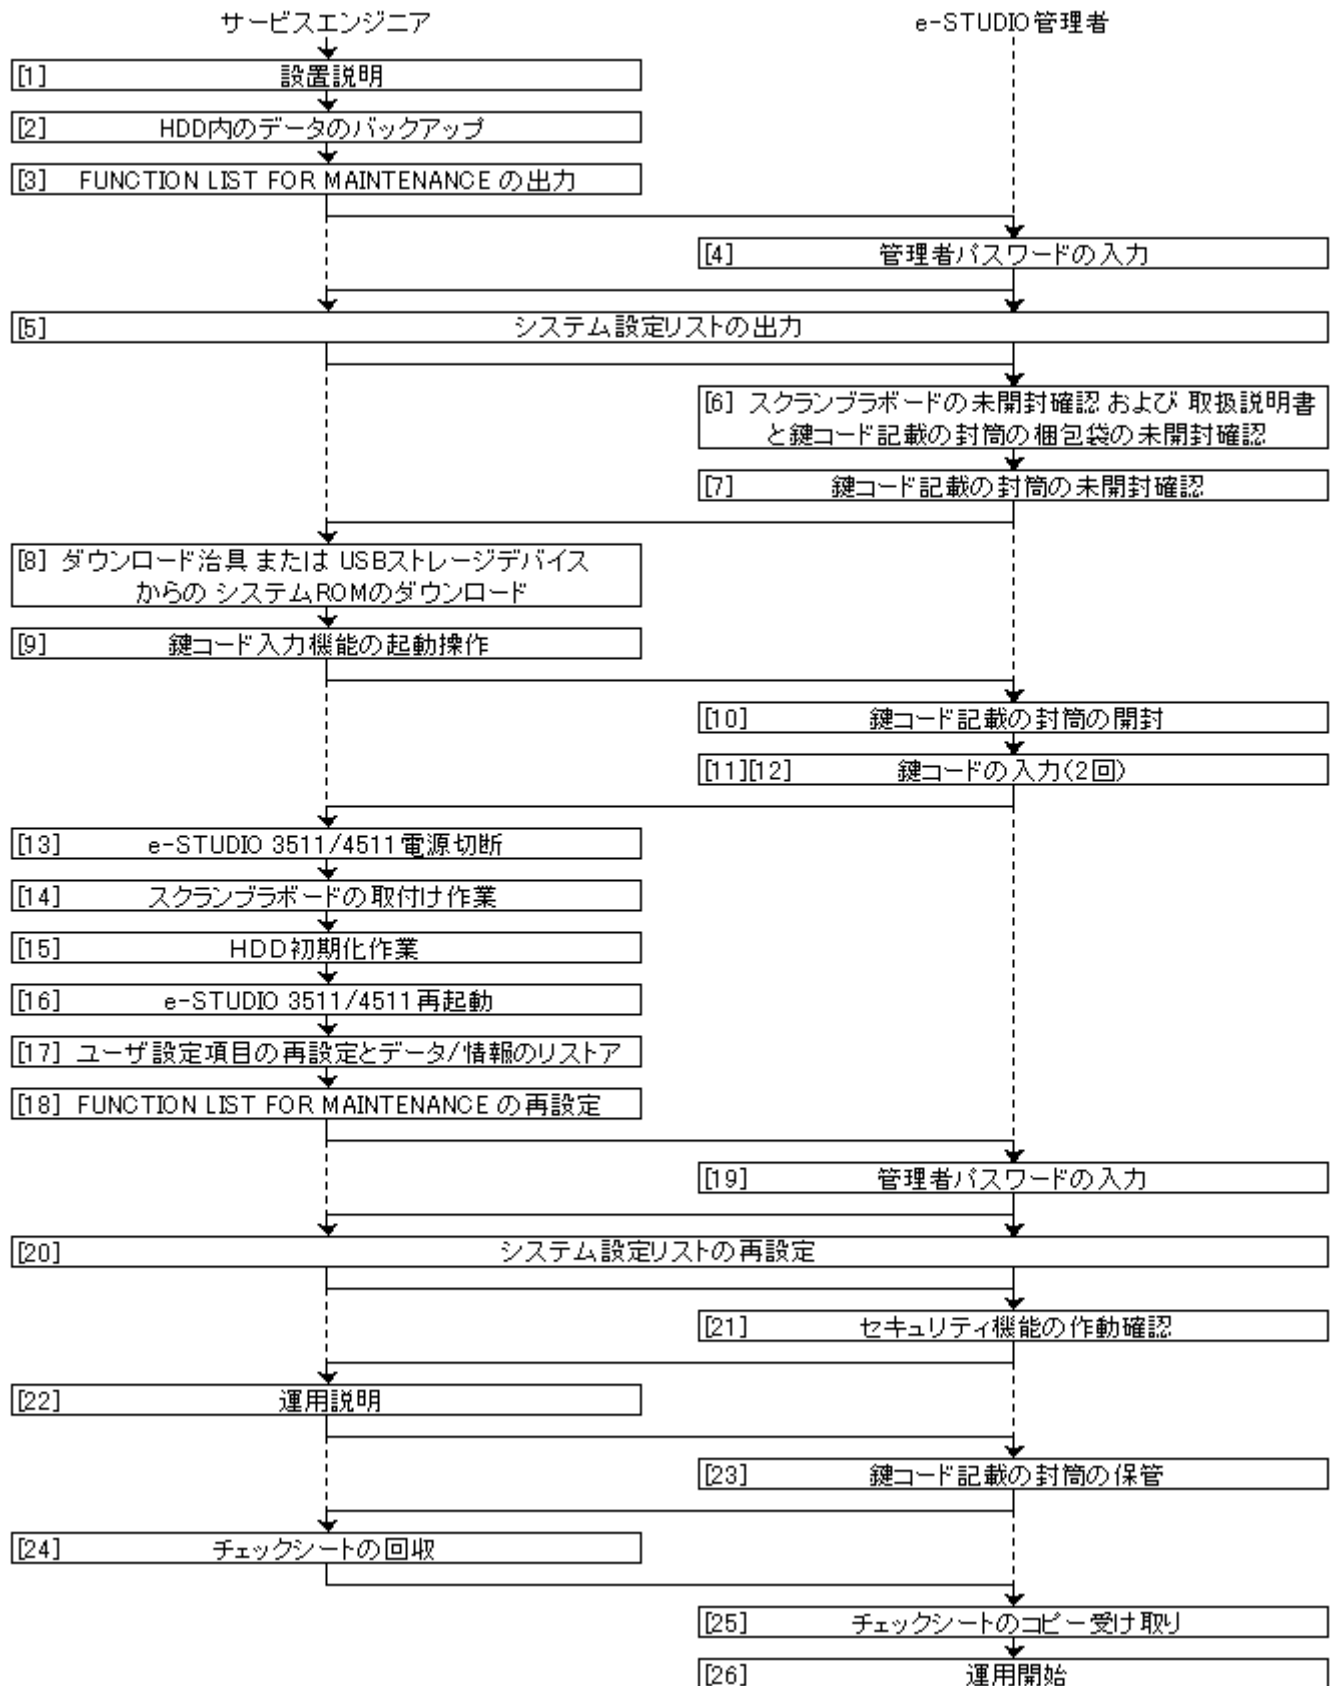 サービスエンジニア
e-STUDIO管理者
[1] 設置説明
[2] HDD内のデータのバックアップ
[3] FUNCTION LIST FOR MAINTENANCE の出力
[4] 管理者パスワードの入力
[5] システム設定リストの出力
[6] スクランブラボードの未開封確認 および 取扱説明書
と鍵コード記載の封筒の梱包袋の未開封確認
[7] 鍵コード記載の封筒の未開封確認
[8] ダウンロード治具 または USBストレージデバイス
からの システムROMのダウンロード
[9] 鍵コード入力機能の起動操作
[10] 鍵コード記載の封筒の開封
[11][12] 鍵コードの入力(2回)
[13] e-STUDIO 3511/4511電源切断
[14] スクランブラボードの取付け作業
[15] HDD初期化作業
[16] e-STUDIO 3511/4511再起動
[17] ユーザ設定項目の再設定とデータ/情報のリストア
[18] FUNCTION LIST FOR MAINTENANCE の再設定
[19] 管理者パスワードの入力
[20] システム設定リストの再設定
[21] セキュリティ機能の作動確認
[22] 運用説明
[23] 鍵コード記載の封筒の保管
[24] チェックシートの回収
[25] チェックシートのコピー受け取り
[26] 運用開始